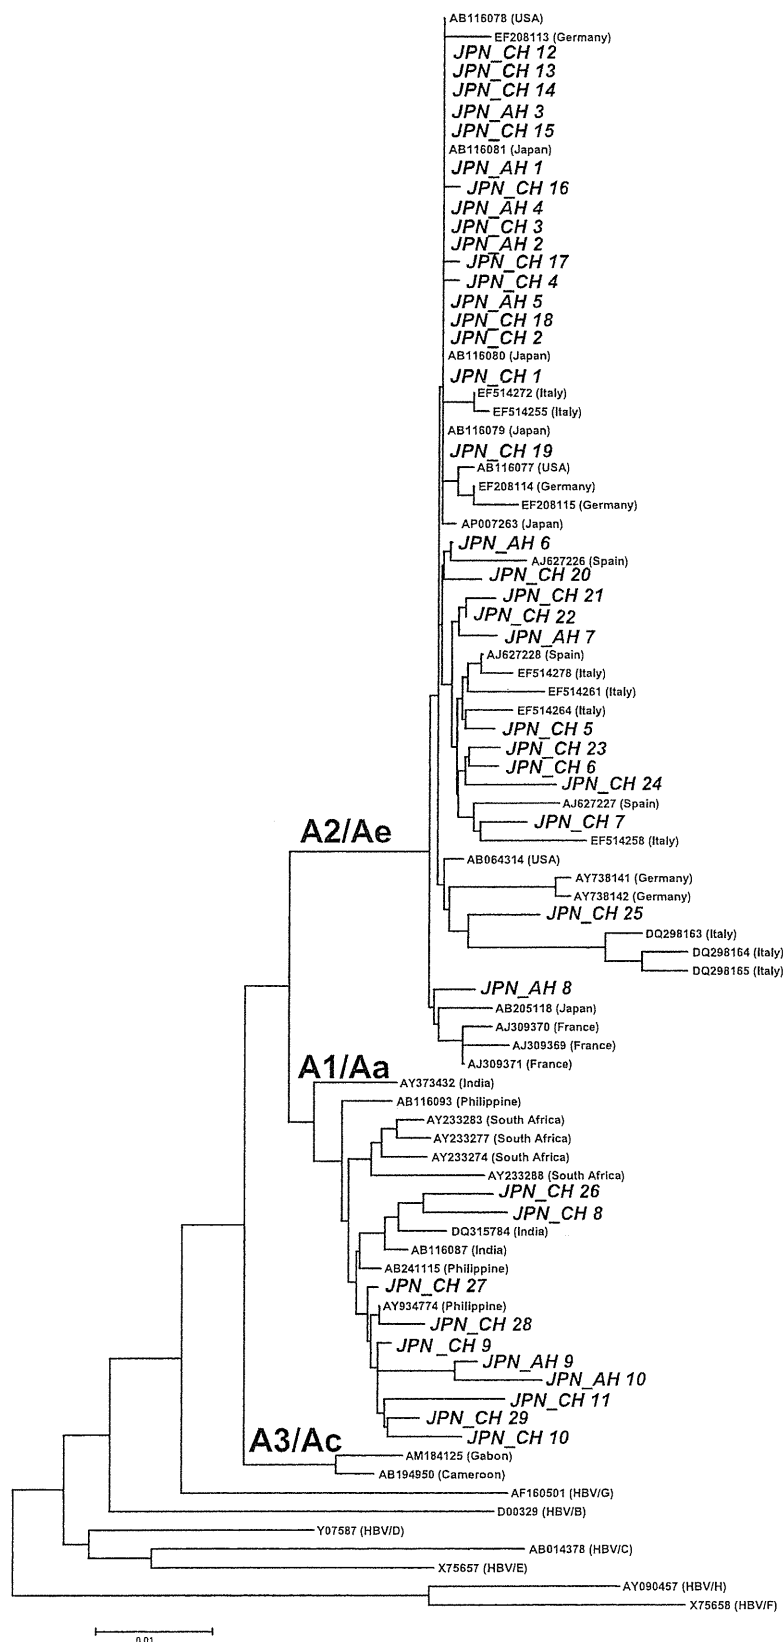 AB116078 (USA)
EF208113 (Germany)
JPN_CH 12
JPN_CH 13
JPN_CH 14
JPN_AH 3
JPN_CH 15
AB116081 (Japan)
JPN_AH 1
JPN_CH 16
JPN_AH 4
JPN_CH 3
JPN_AH 2
JPN_CH 17
JPN_CH 4
JPN_AH 5
JPN_CH 18
JPN_CH 2
AB116080 (Japan)
JPN_CH 1
EF514272 (Italy)
EF514255 (Italy)
AB116079 (Japan)
JPN_CH 19
AB116077 (USA)
EF208114 (Germany)
EF208115 (Germany)
AP007263 (Japan)
JPN_AH 6
AJ627226 (Spain)
JPN_CH 20
JPN_CH 21
JPN_CH 22
JPN_AH 7
AJ627228 (Spain)
EF514278 (Italy)
EF514261 (Italy)
EF514264 (Italy)
JPN_CH 5
JPN_CH 23
JPN_CH 6
JPN_CH 24
AJ627227 (Spain)
JPN_CH 7
A2/Ae
EF514258 (Italy)
AB064314 (USA)
AY738141 (Germany)
AY738142 (Germany)
JPN_CH 25
DQ298163 (Italy)
DQ298164 (Italy)
DQ298165 (Italy)
JPN_AH 8
AB205118 (Japan)
AJ309370 (France)
AJ309369 (France)
AJ309371 (France)
A1/Aa
AY373432 (India)
AB116093 (Philippine)
AY233283 (South Africa)
AY233277 (South Africa)
AY233274 (South Africa)
AY233288 (South Africa)
JPN_CH 26
JPN_CH 8
DQ315784 (India)
AB116087 (India)
AB241115 (Philippine)
JPN_CH 27
AY934774 (Philippine)
JPN_CH 28
JPN_CH 9
JPN_AH 9
JPN_AH 10
JPN_CH 11
JPN_CH 29
JPN_CH 10
A3/Ac
AM184125 (Gabon)
AB194950 (Cameroon)
AF160501 (HBV/G)
D00329 (HBV/B)
Y07587 (HBV/D)
AB014378 (HBV/C)
X75657 (HBV/E)
AY090457 (HBV/H)
X75658 (HBV/F)
0.01